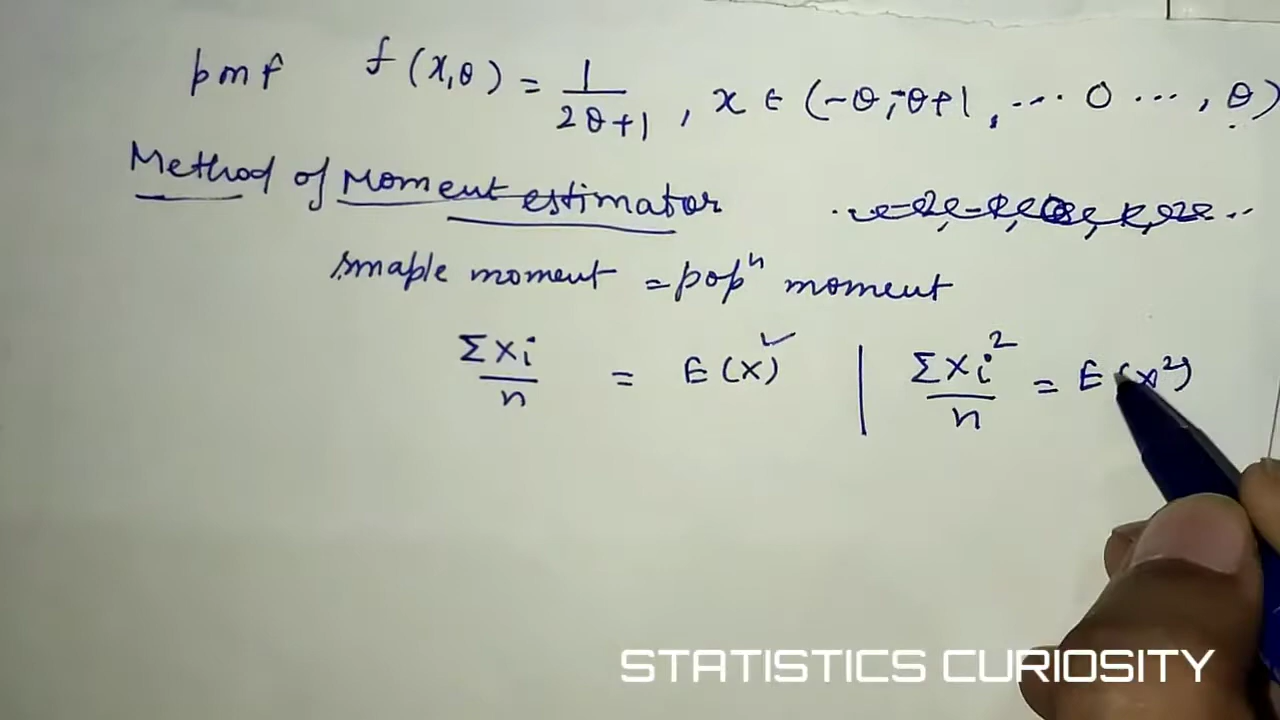 pmf f(x,θ) = 1/2θ+1 , x ∈ (-θ,-θ+1, .... 0 ..., θ)
Method of Moment estimator
smaple moment = popⁿ moment
Σxi/n = E(x) ✓ | Σxi²/n = E(x²)
STATISTICS CURIOSITY